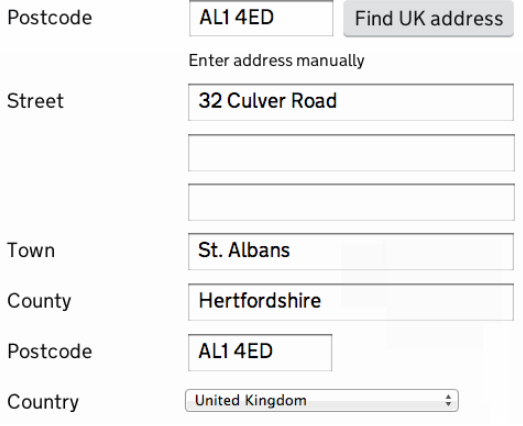 Postcode AL1 4ED Find UK address
Enter address manually
Street 32 Culver Road
Town St. Albans
County Hertfordshire
Postcode AL1 4ED
Country United Kingdom